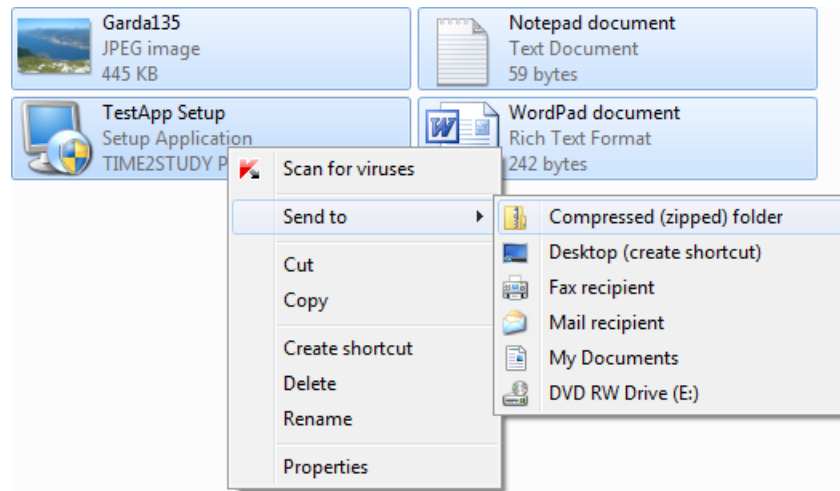 Garda135
JPEG image
445 KB
Notepad document
Text Document
59 bytes
TestApp Setup
Setup Application
TIME2STUDY P
WordPad document
Rich Text Format
242 bytes
Scan for viruses
Send to
Cut
Copy
Create shortcut
Delete
Rename
Properties
Compressed (zipped) folder
Desktop (create shortcut)
Fax recipient
Mail recipient
My Documents
DVD RW Drive (E:)